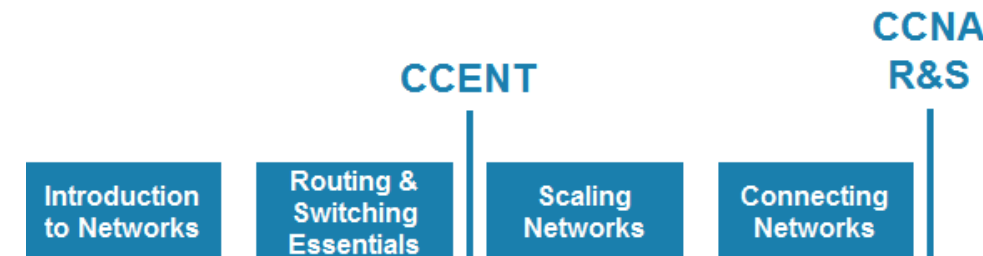 CCNA
R&S
CCENT
Introduction
to Networks
Routing &
Switching
Essentials
Scaling
Networks
Connecting
Networks